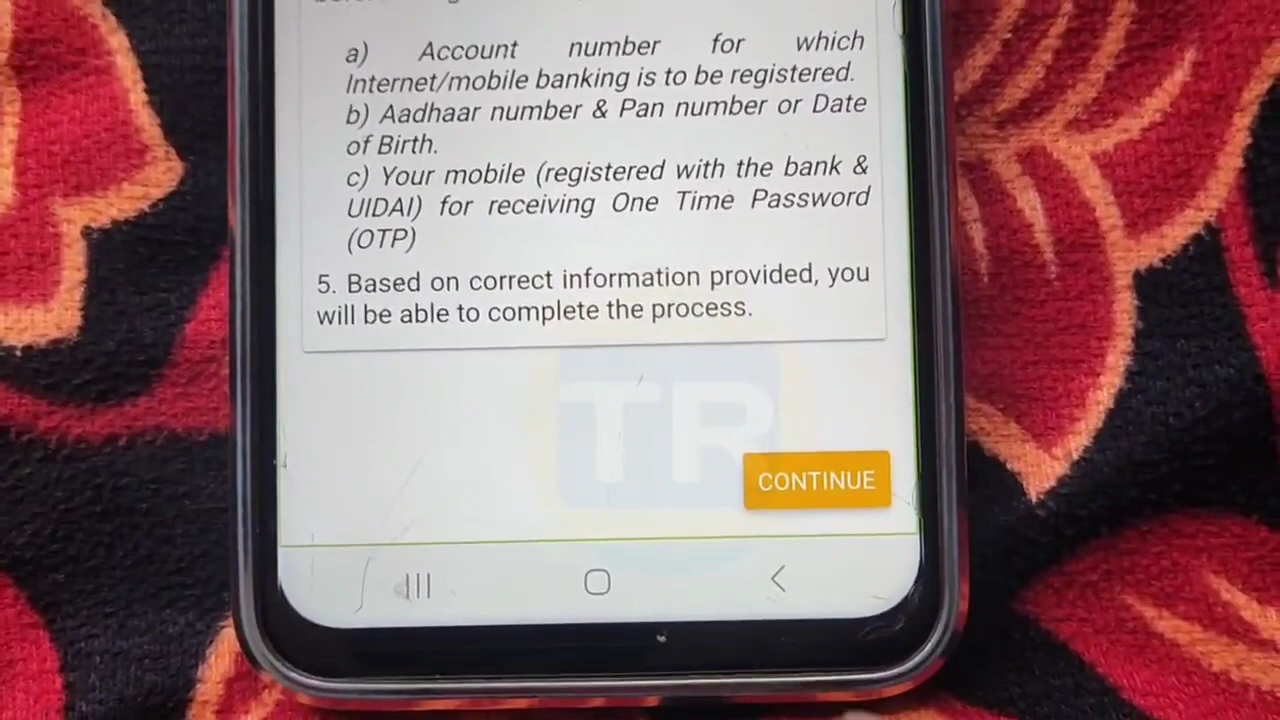 a) Account number for which
Internet/mobile banking is to be registered.
b) Aadhaar number & Pan number or Date
of Birth.
c) Your mobile (registered with the bank &
UIDAI) for receiving One Time Password
(OTP)
5. Based on correct information provided, you
will be able to complete the process.
TR
CONTINUE